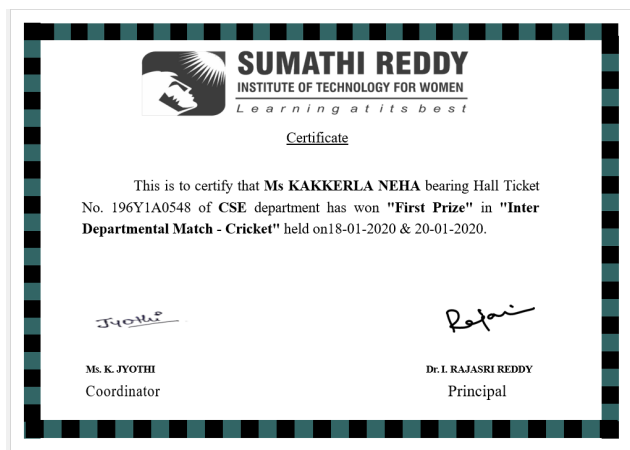 SUMATHI REDDY
INSTITUTE OF TECHNOLOGY FOR WOMEN
Learning at its best
Certificate
This is to certify that Ms KAKKERLA NEHA bearing Hall Ticket
No. 196Y1A0548 of CSE department has won "First Prize" in "Inter
Departmental Match - Cricket" held on18-01-2020 & 20-01-2020.
Jyothi
Rajasri
Ms. K. JYOTHI
Dr. I. RAJASRI REDDY
Coordinator
Principal